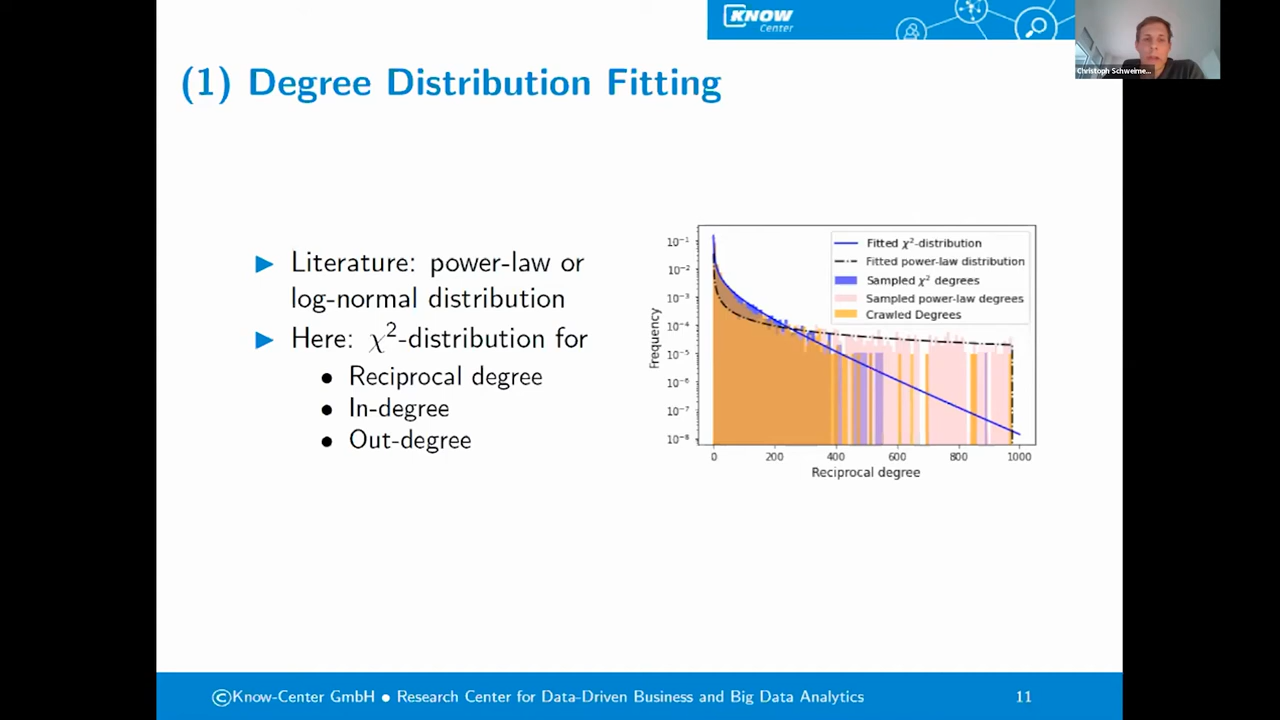 KNOW
Center
Christoph Schweime...
(1) Degree Distribution Fitting
▶ Literature: power-law or
log-normal distribution
▶ Here: χ²-distribution for
• Reciprocal degree
• In-degree
• Out-degree
Fitted χ²-distribution
Fitted power-law distribution
Sampled χ² degrees
Sampled power-law degrees
Crawled Degrees
Frequency
10⁻¹
10⁻²
10⁻³
10⁻⁴
10⁻⁵
10⁻⁶
10⁻⁷
10⁻⁸
0 200 400 600 800 1000
Reciprocal degree
©Know-Center GmbH • Research Center for Data-Driven Business and Big Data Analytics 11